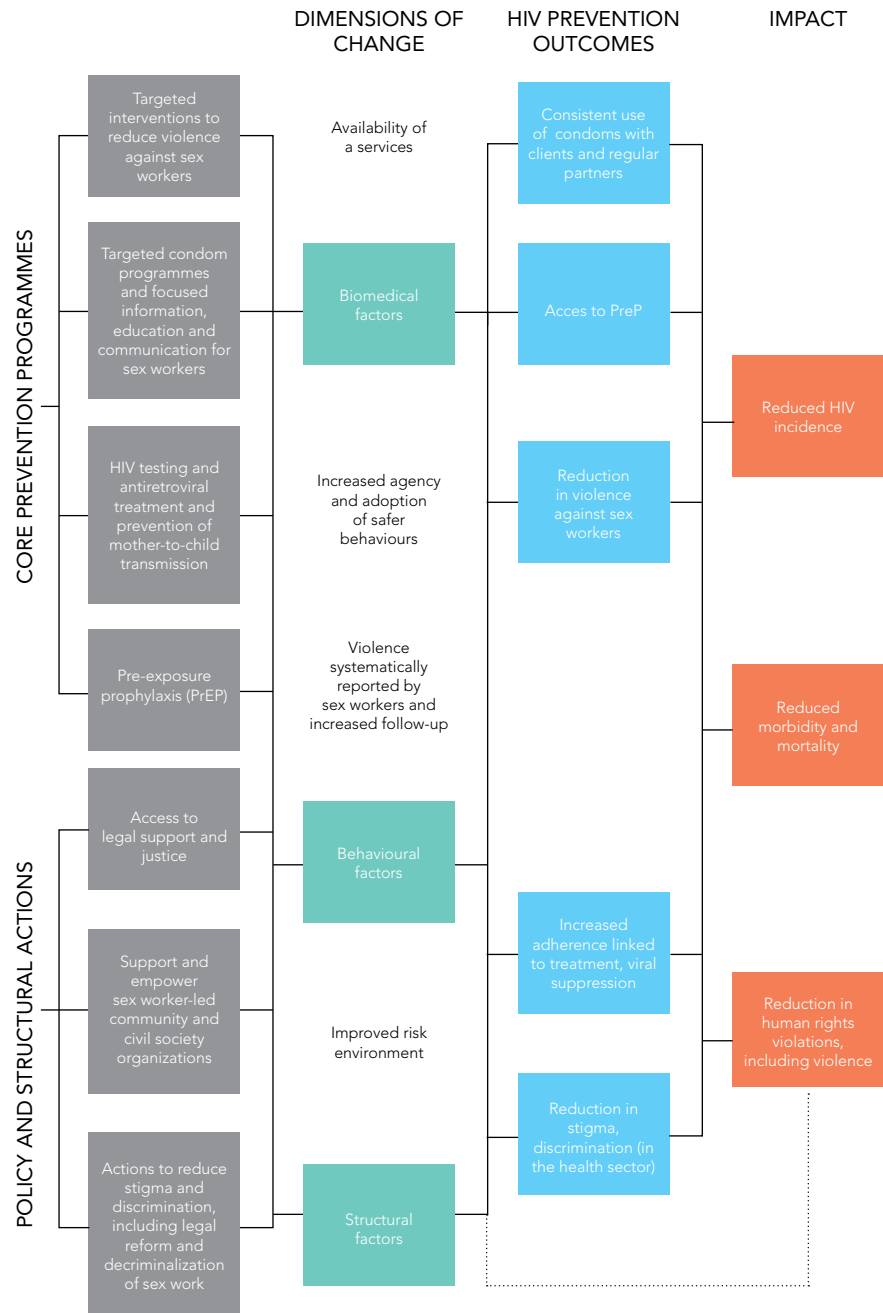 DIMENSIONS OF
CHANGE
HIV PREVENTION
OUTCOMES
IMPACT
CORE PREVENTION PROGRAMMES
Targeted
interventions to
reduce violence
against sex
workers
Targeted condom
programmes
and focused
information,
education and
communication for
sex workers
HIV testing and
antiretroviral
treatment and
prevention of
mother-to-child
transmission
Pre-exposure
prophylaxis (PrEP)
POLICY AND STRUCTURAL ACTIONS
Access to
legal support and
justice
Support and
empower
sex worker-led
community and
civil society
organizations
Actions to reduce
stigma and
discrimination,
including legal
reform and
decriminalization
of sex work
Availability of
a services
Biomedical
factors
Increased agency
and adoption
of safer
behaviours
Violence
systematically
reported by
sex workers and
increased follow-up
Behavioural
factors
Improved risk
environment
Structural
factors
Consistent use
of condoms with
clients and regular
partners
Acces to PreP
Reduction
in violence
against sex
workers
Increased
adherence linked
to treatment, viral
suppression
Reduction in
stigma,
discrimination (in
the health sector)
Reduced HIV
incidence
Reduced
morbidity and
mortality
Reduction in
human rights
violations,
including violence